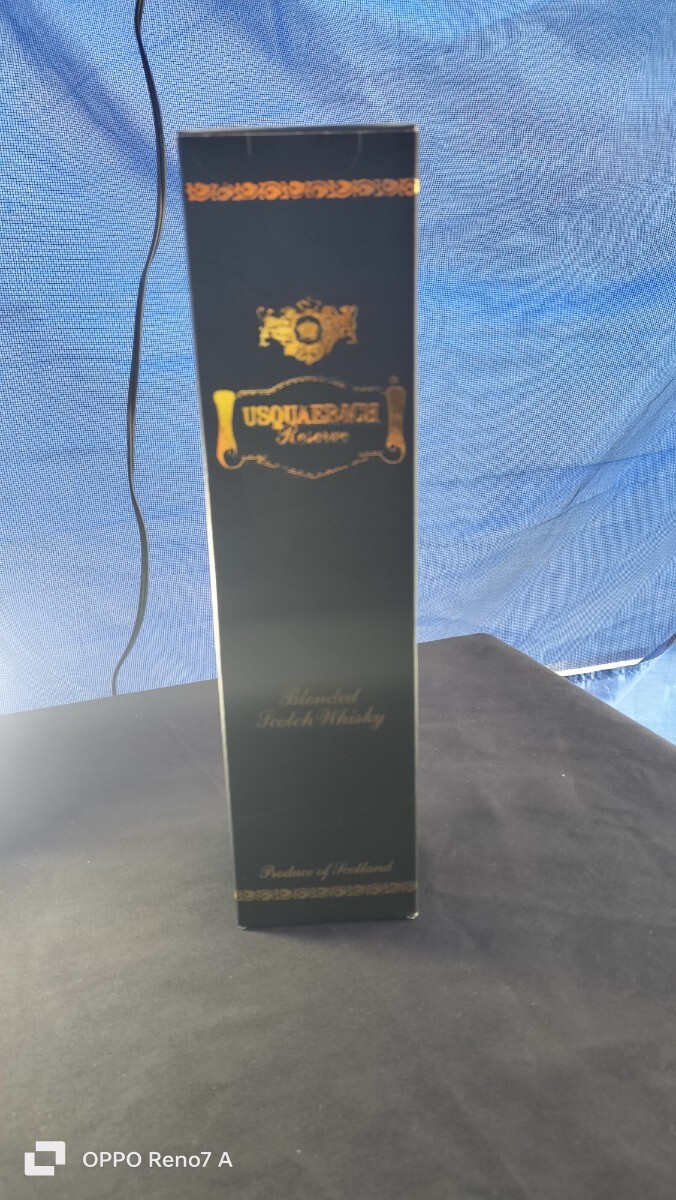 USQUAEBACH
Reserve
Blended
Scotch Whisky
Produce of Scotland
OPPO Reno7 A